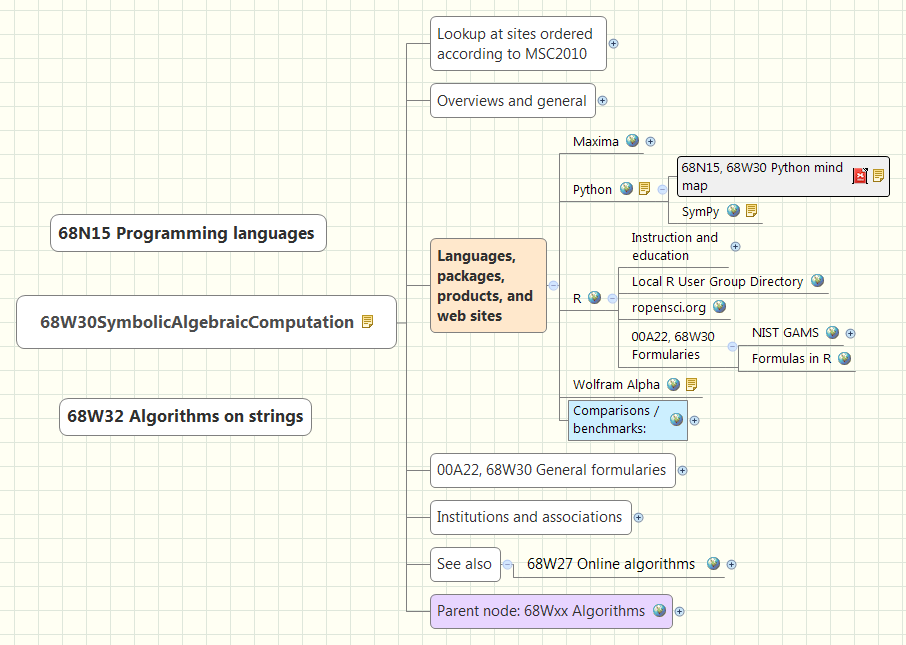 Lookup at sites ordered
according to MSC2010
Overviews and general
68N15 Programming languages
68W30SymbolicAlgebraicComputation
68W32 Algorithms on strings
Languages,
packages,
products, and
web sites
Maxima
Python
68N15, 68W30 Python mind
map
SymPy
R
Instruction and
education
Local R User Group Directory
ropensci.org
00A22, 68W30
Formularies
NIST GAMS
Formulas in R
Wolfram Alpha
Comparisons /
benchmarks:
00A22, 68W30 General formularies
Institutions and associations
See also
68W27 Online algorithms
Parent node: 68Wxx Algorithms